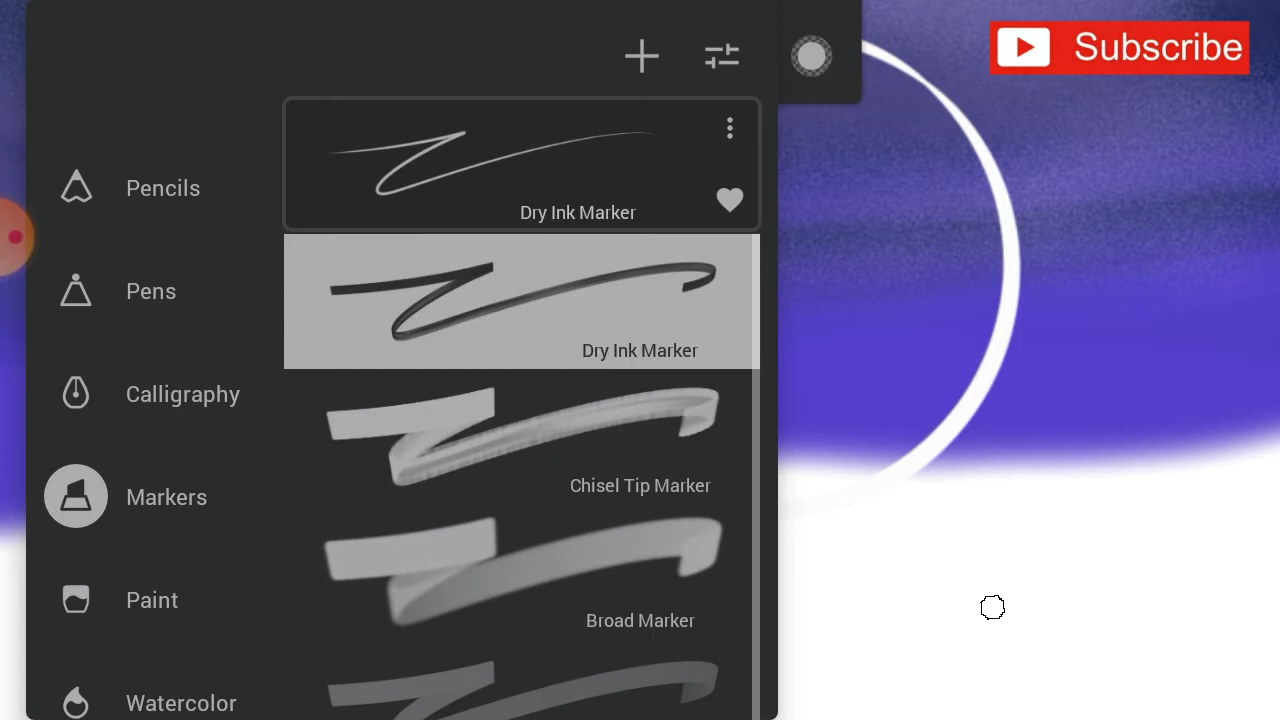 Subscribe
Pencils
Pens
Calligraphy
Markers
Paint
Watercolor
Dry Ink Marker
Dry Ink Marker
Chisel Tip Marker
Broad Marker